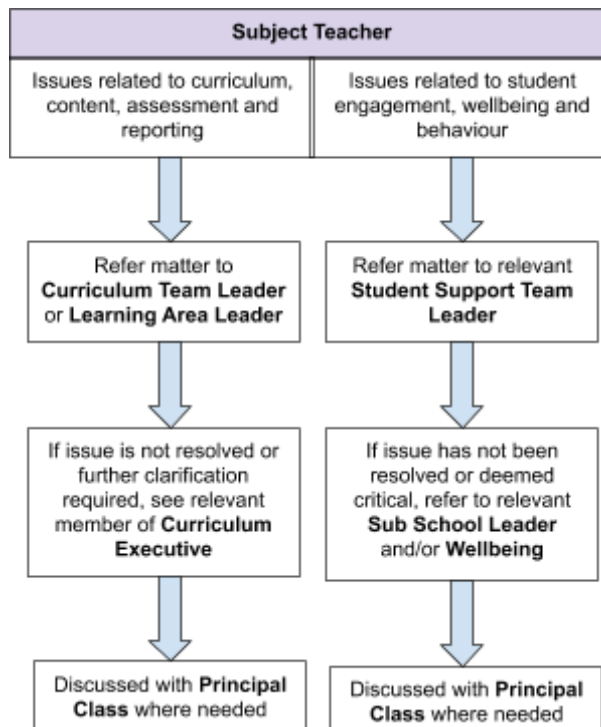 Subject Teacher
Issues related to curriculum,
content, assessment and
reporting
Issues related to student
engagement, wellbeing and
behaviour
Refer matter to
Curriculum Team Leader
or Learning Area Leader
Refer matter to relevant
Student Support Team
Leader
If issue is not resolved or
further clarification
required, see relevant
member of Curriculum
Executive
If issue has not been
resolved or deemed
critical, refer to relevant
Sub School Leader
and/or Wellbeing
Discussed with Principal
Class where needed
Discussed with Principal
Class where needed